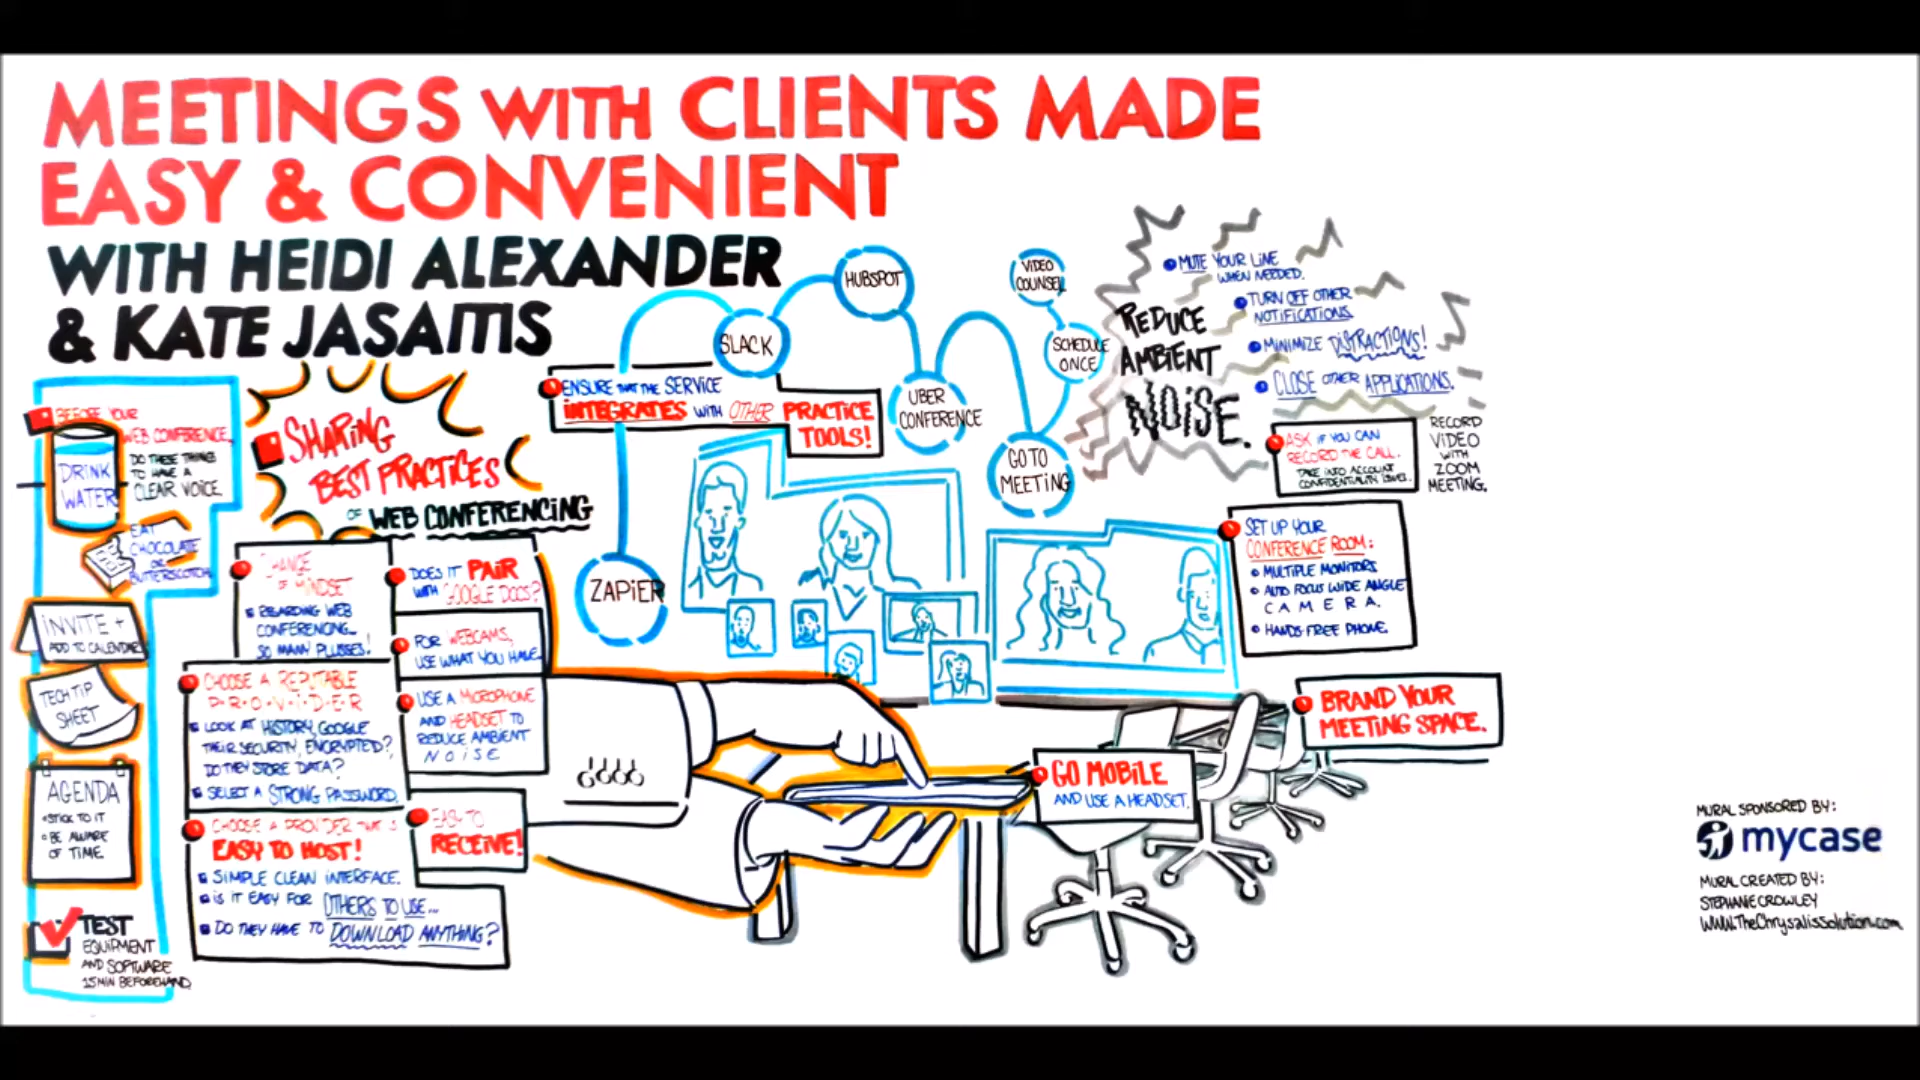 MEETINGS WITH CLIENTS MADE
EASY & CONVENIENT
WITH HEIDI ALEXANDER
& KATE JASAITIS
BEFORE YOUR
WEB CONFERENCE,
DO THESE THINGS
TO HAVE A
CLEAR VOICE.
DRINK
WATER
EAT
CHOCOLATE
OR
BUTTERSCOTCH
INVITE +
ADD TO CALENDAR
TECH TIP
SHEET
AGENDA
• STICK TO IT
• BE AWARE
OF TIME
TEST
EQUIPMENT
AND SOFTWARE
15 MIN BEFOREHAND
SHARING
BEST PRACTICES
OF WEB CONFERENCING
CHANGE
OF MINDSET
REGARDING WEB
CONFERENCING...
SO MANY PLUSSES!
DOES IT PAIR
WITH GOOGLE DOCS?
FOR WEBCAMS,
USE WHAT YOU HAVE.
CHOOSE A REPUTABLE
P•R•O•V•I•D•E•R
LOOK AT HISTORY, GOOGLE
THEIR SECURITY, ENCRYPTED?
DO THEY STORE DATA?
SELECT A STRONG PASSWORD.
USE A MICROPHONE
AND HEADSET TO
REDUCE AMBIENT
NOISE
CHOOSE A PROVIDER THAT IS
EASY TO HOST!
SIMPLE CLEAN INTERFACE.
IS IT EASY FOR OTHERS TO USE...
DO THEY HAVE TO DOWNLOAD ANYTHING?
EASY TO
RECEIVE!
ENSURE THAT THE SERVICE
INTEGRATES WITH OTHER PRACTICE
TOOLS!
ZAPIER
SLACK
HUBSPOT
UBER
CONFERENCE
GO TO
MEETING
SCHEDULE
ONCE
VIDEO
COUNSEL
REDUCE
AMBIENT
NOISE.
• MUTE YOUR LINE
WHEN NEEDED.
• TURN OFF OTHER
NOTIFICATIONS.
• MINIMIZE DISTRACTIONS!
• CLOSE OTHER APPLICATIONS.
ASK IF YOU CAN
RECORD THE CALL.
TAKE INTO ACCOUNT
CONFIDENTIALITY ISSUES.
RECORD
VIDEO
WITH
ZOOM
MEETING.
SET UP YOUR
CONFERENCE ROOM:
• MULTIPLE MONITORS
• AUTO FOCUS WIDE ANGLE
CAMERA.
• HANDS-FREE PHONE.
BRAND YOUR
MEETING SPACE.
GO MOBILE
AND USE A HEADSET.
MURAL SPONSORED BY:
mycase
MURAL CREATED BY:
STEPHANIE CROWLEY
WWW.TheChrysalisSolution.com